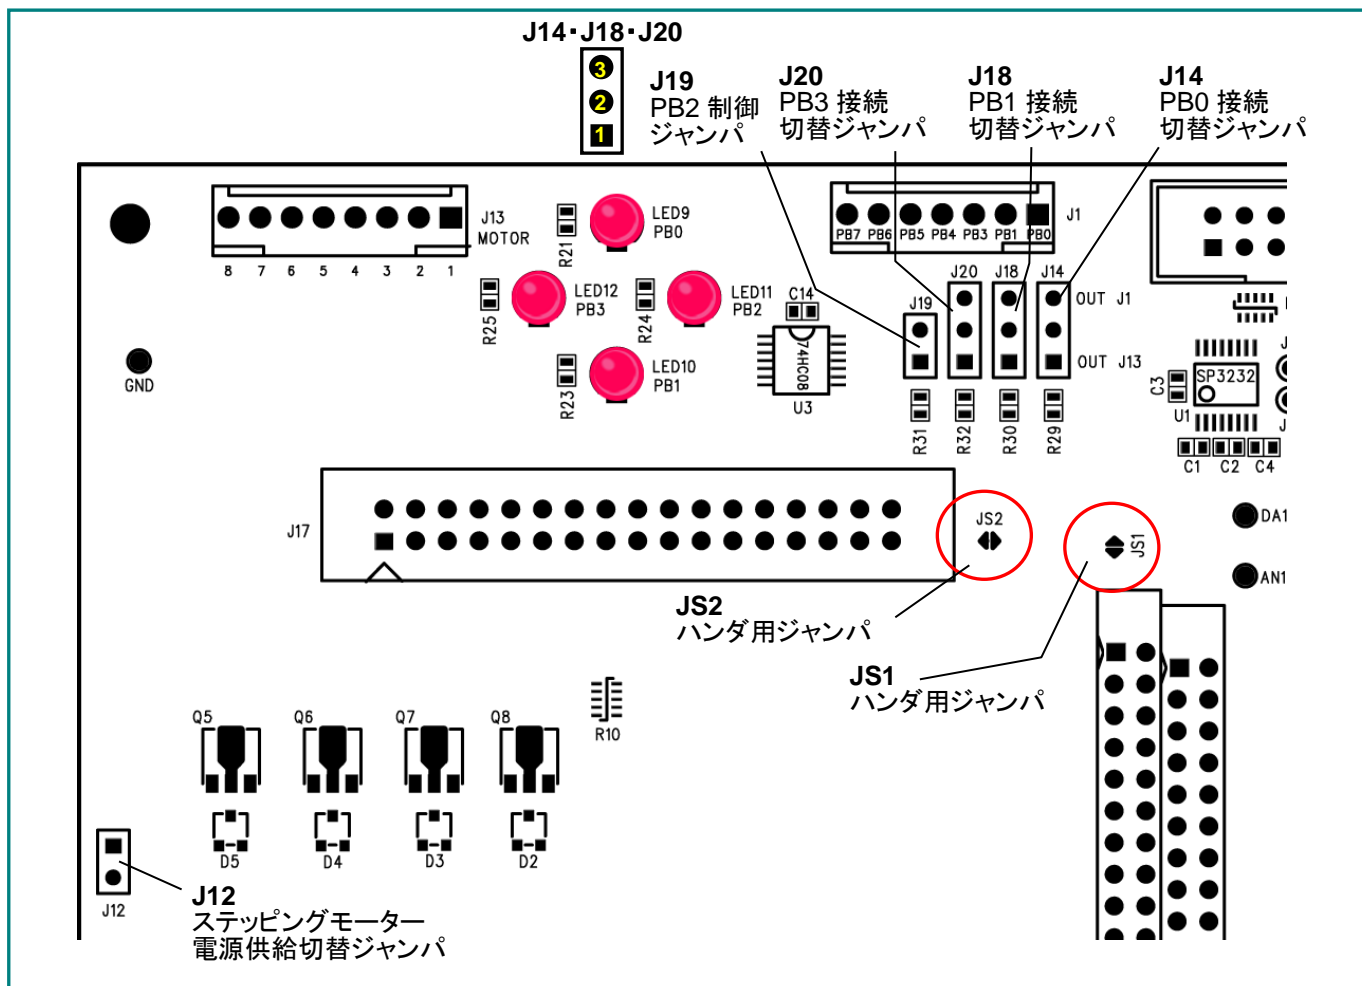 J14・J18・J20
3
2
1
J19
PB2 制御
ジャンパ
J20
PB3 接続
切替ジャンパ
J18
PB1 接続
切替ジャンパ
J14
PB0 接続
切替ジャンパ
J13
MOTOR
8 7 6 5 4 3 2 1
R21
LED9
PB0
R25
LED12
PB3
R24
LED11
PB2
R23
LED10
PB1
GND
C14
74HC08
U3
J1
PB7 PB6 PB5 PB4 PB3 PB1 PB0
J19
J20
J18
J14
OUT J1
OUT J13
R31
R32
R30
R29
C3
SP3232
U1
C1
C2
C4
J17
JS2
JS1
DA1
AN1
JS2
ハンダ用ジャンパ
JS1
ハンダ用ジャンパ
R10
Q5
Q6
Q7
Q8
D5
D4
D3
D2
J12
J12
ステッピングモーター
電源供給切替ジャンパ